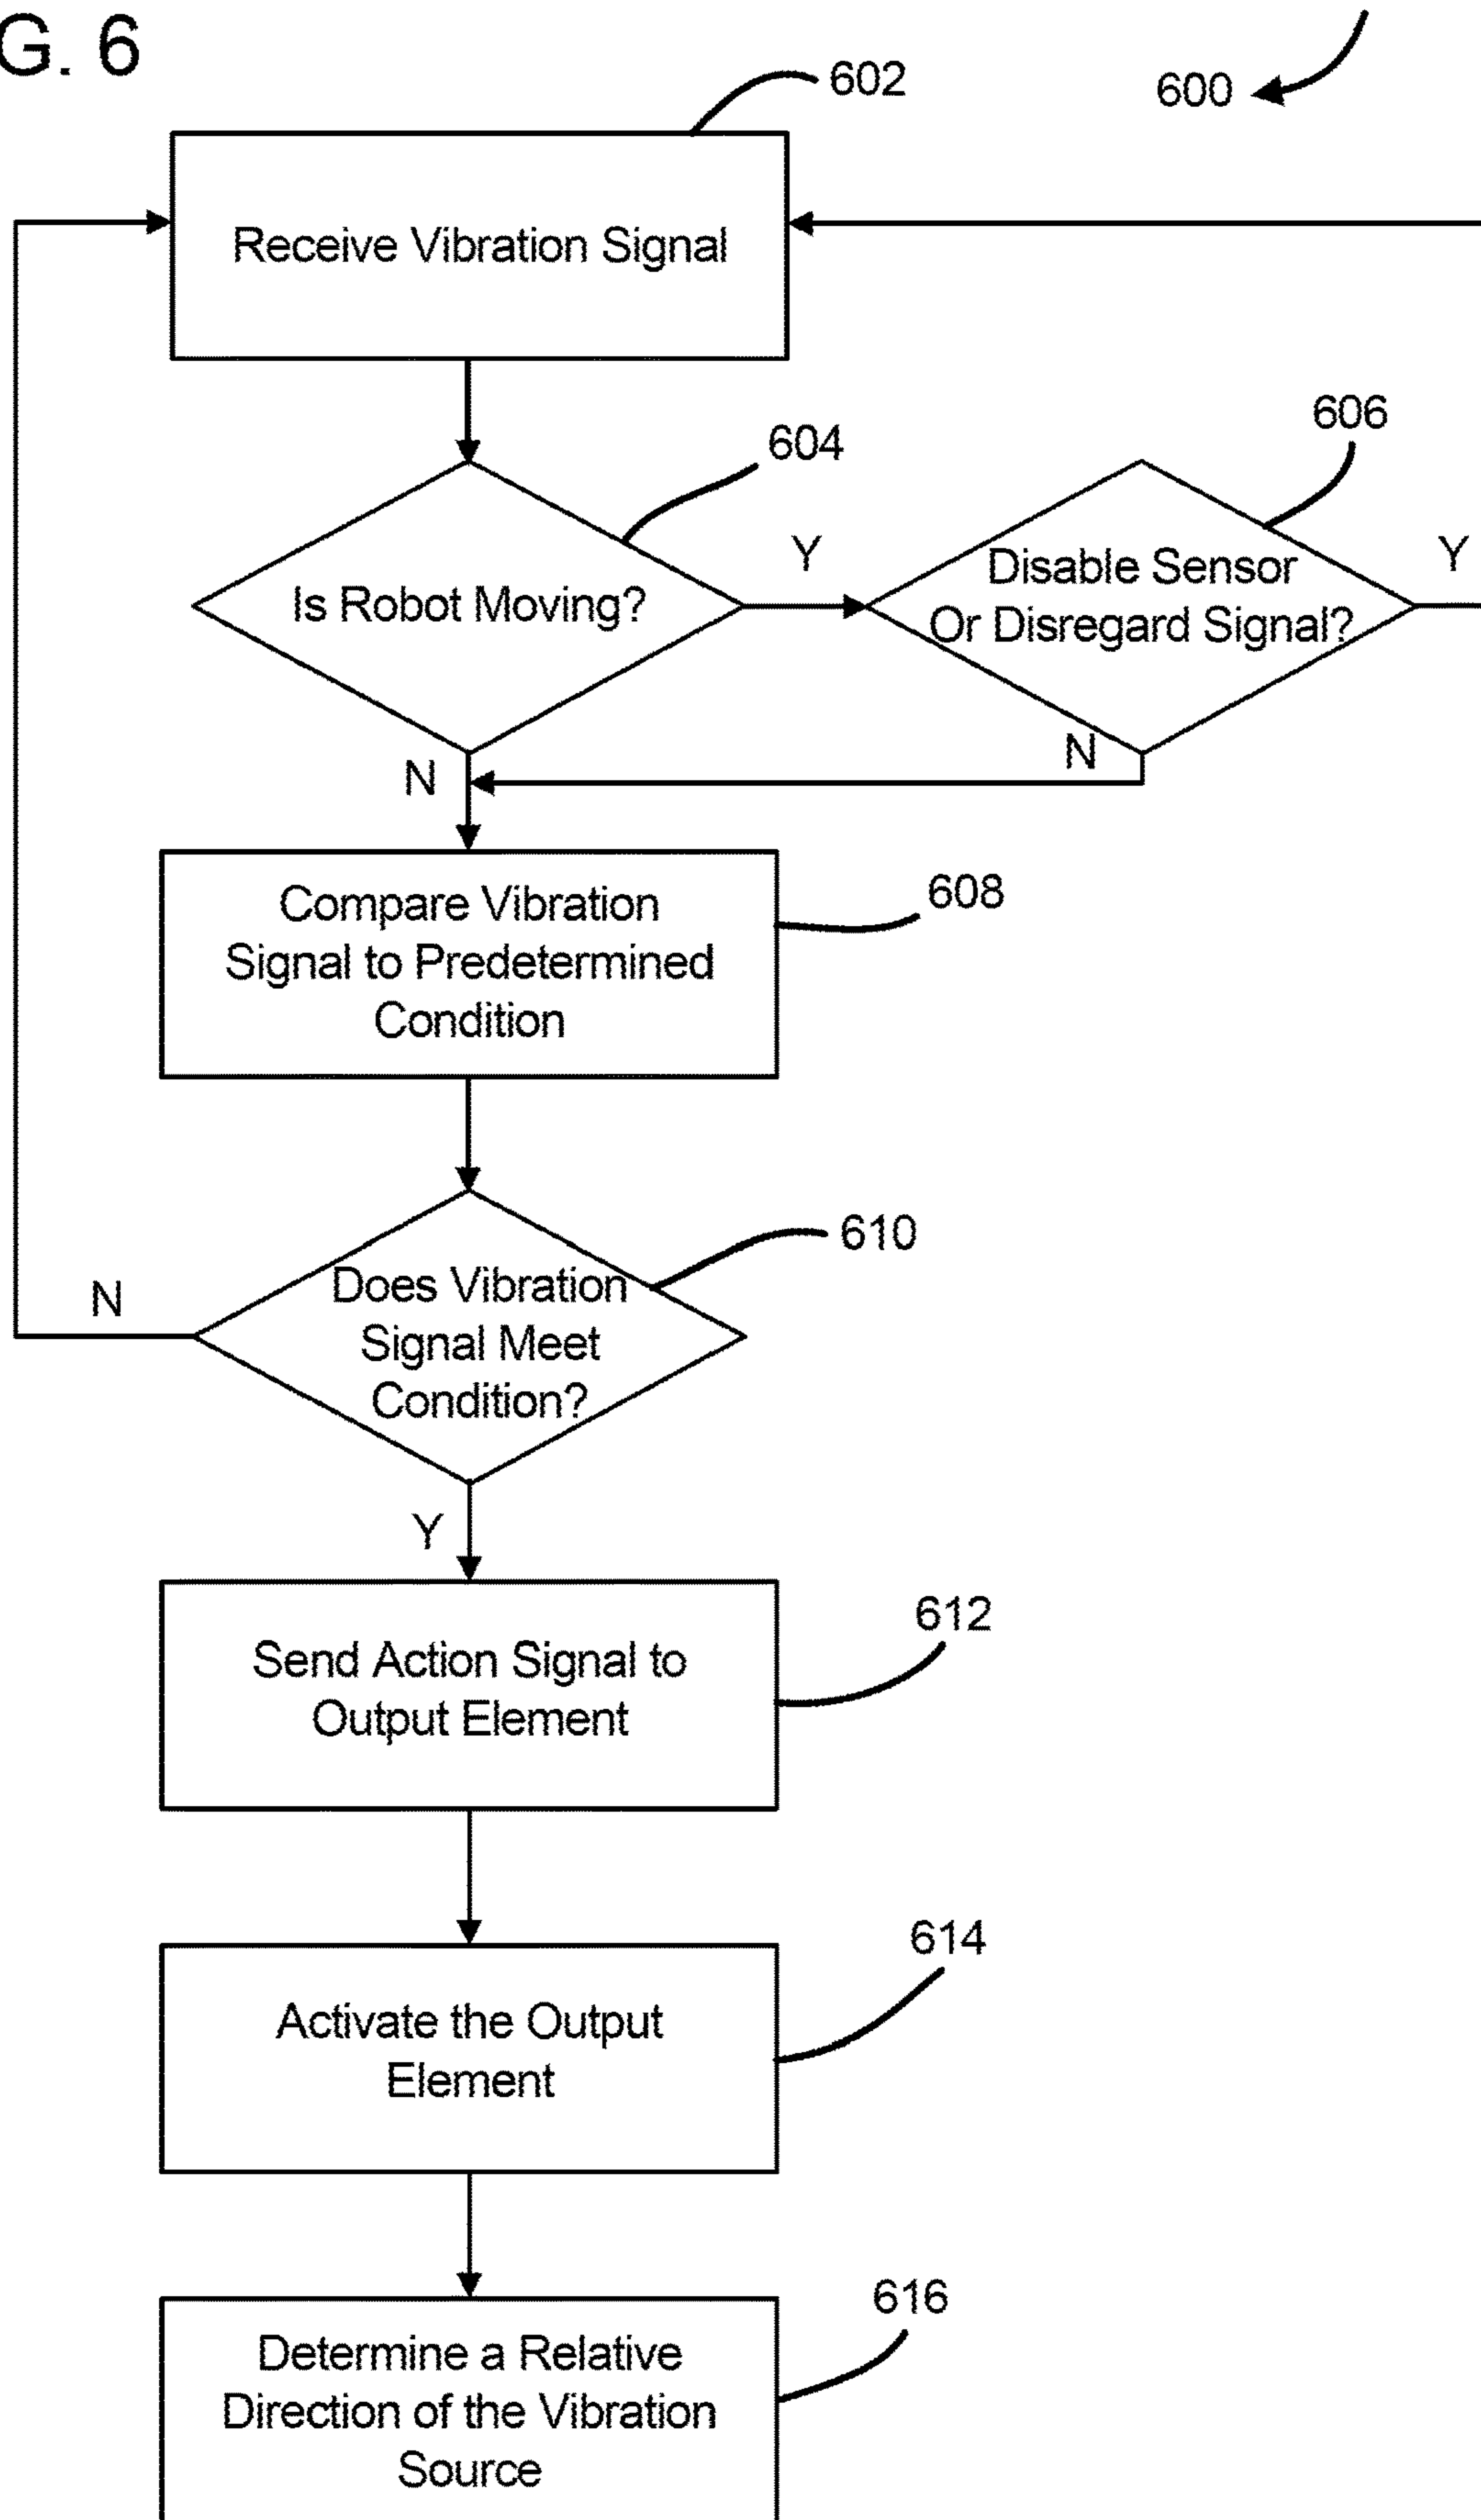 G. 6
602
600
Receive Vibration Signal
604
606
Is Robot Moving?
Y
Disable Sensor
Or Disregard Signal?
Y
N
N
Compare Vibration
Signal to Predetermined
Condition
608
610
Does Vibration
Signal Meet
Condition?
N
Y
612
Send Action Signal to
Output Element
614
Activate the Output
Element
616
Determine a Relative
Direction of the Vibration
Source